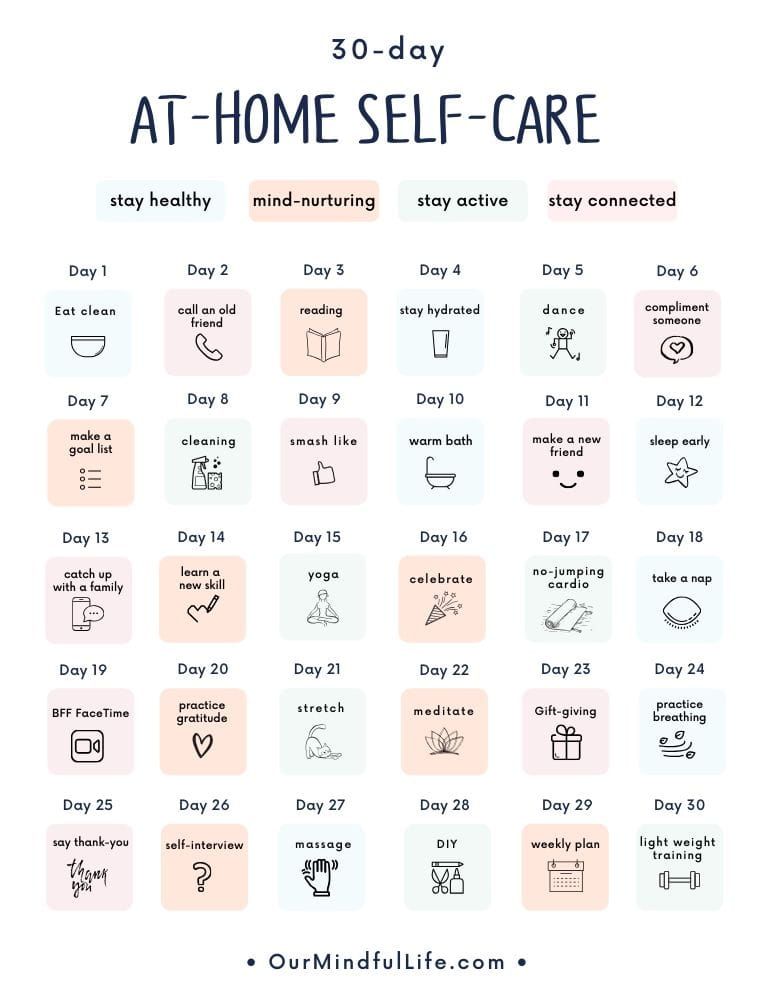 30-day
AT-HOME SELF-CARE
stay healthy mind-nurturing stay active stay connected
Day 1 Day 2 Day 3 Day 4 Day 5 Day 6
Eat clean
call an old
friend
reading
stay hydrated
dance
compliment
someone
Day 7 Day 8 Day 9 Day 10 Day 11 Day 12
make a
goal list
cleaning
smash like
warm bath
make a new
friend
sleep early
Day 13 Day 14 Day 15 Day 16 Day 17 Day 18
catch up
with a family
learn a
new skill
yoga
celebrate
no-jumping
cardio
take a nap
Day 19 Day 20 Day 21 Day 22 Day 23 Day 24
BFF FaceTime
practice
gratitude
stretch
meditate
Gift-giving
practice
breathing
Day 25 Day 26 Day 27 Day 28 Day 29 Day 30
say thank-you
thank
you
self-interview
?
massage
DIY
weekly plan
light weight
training
• OurMindfulLife.com •